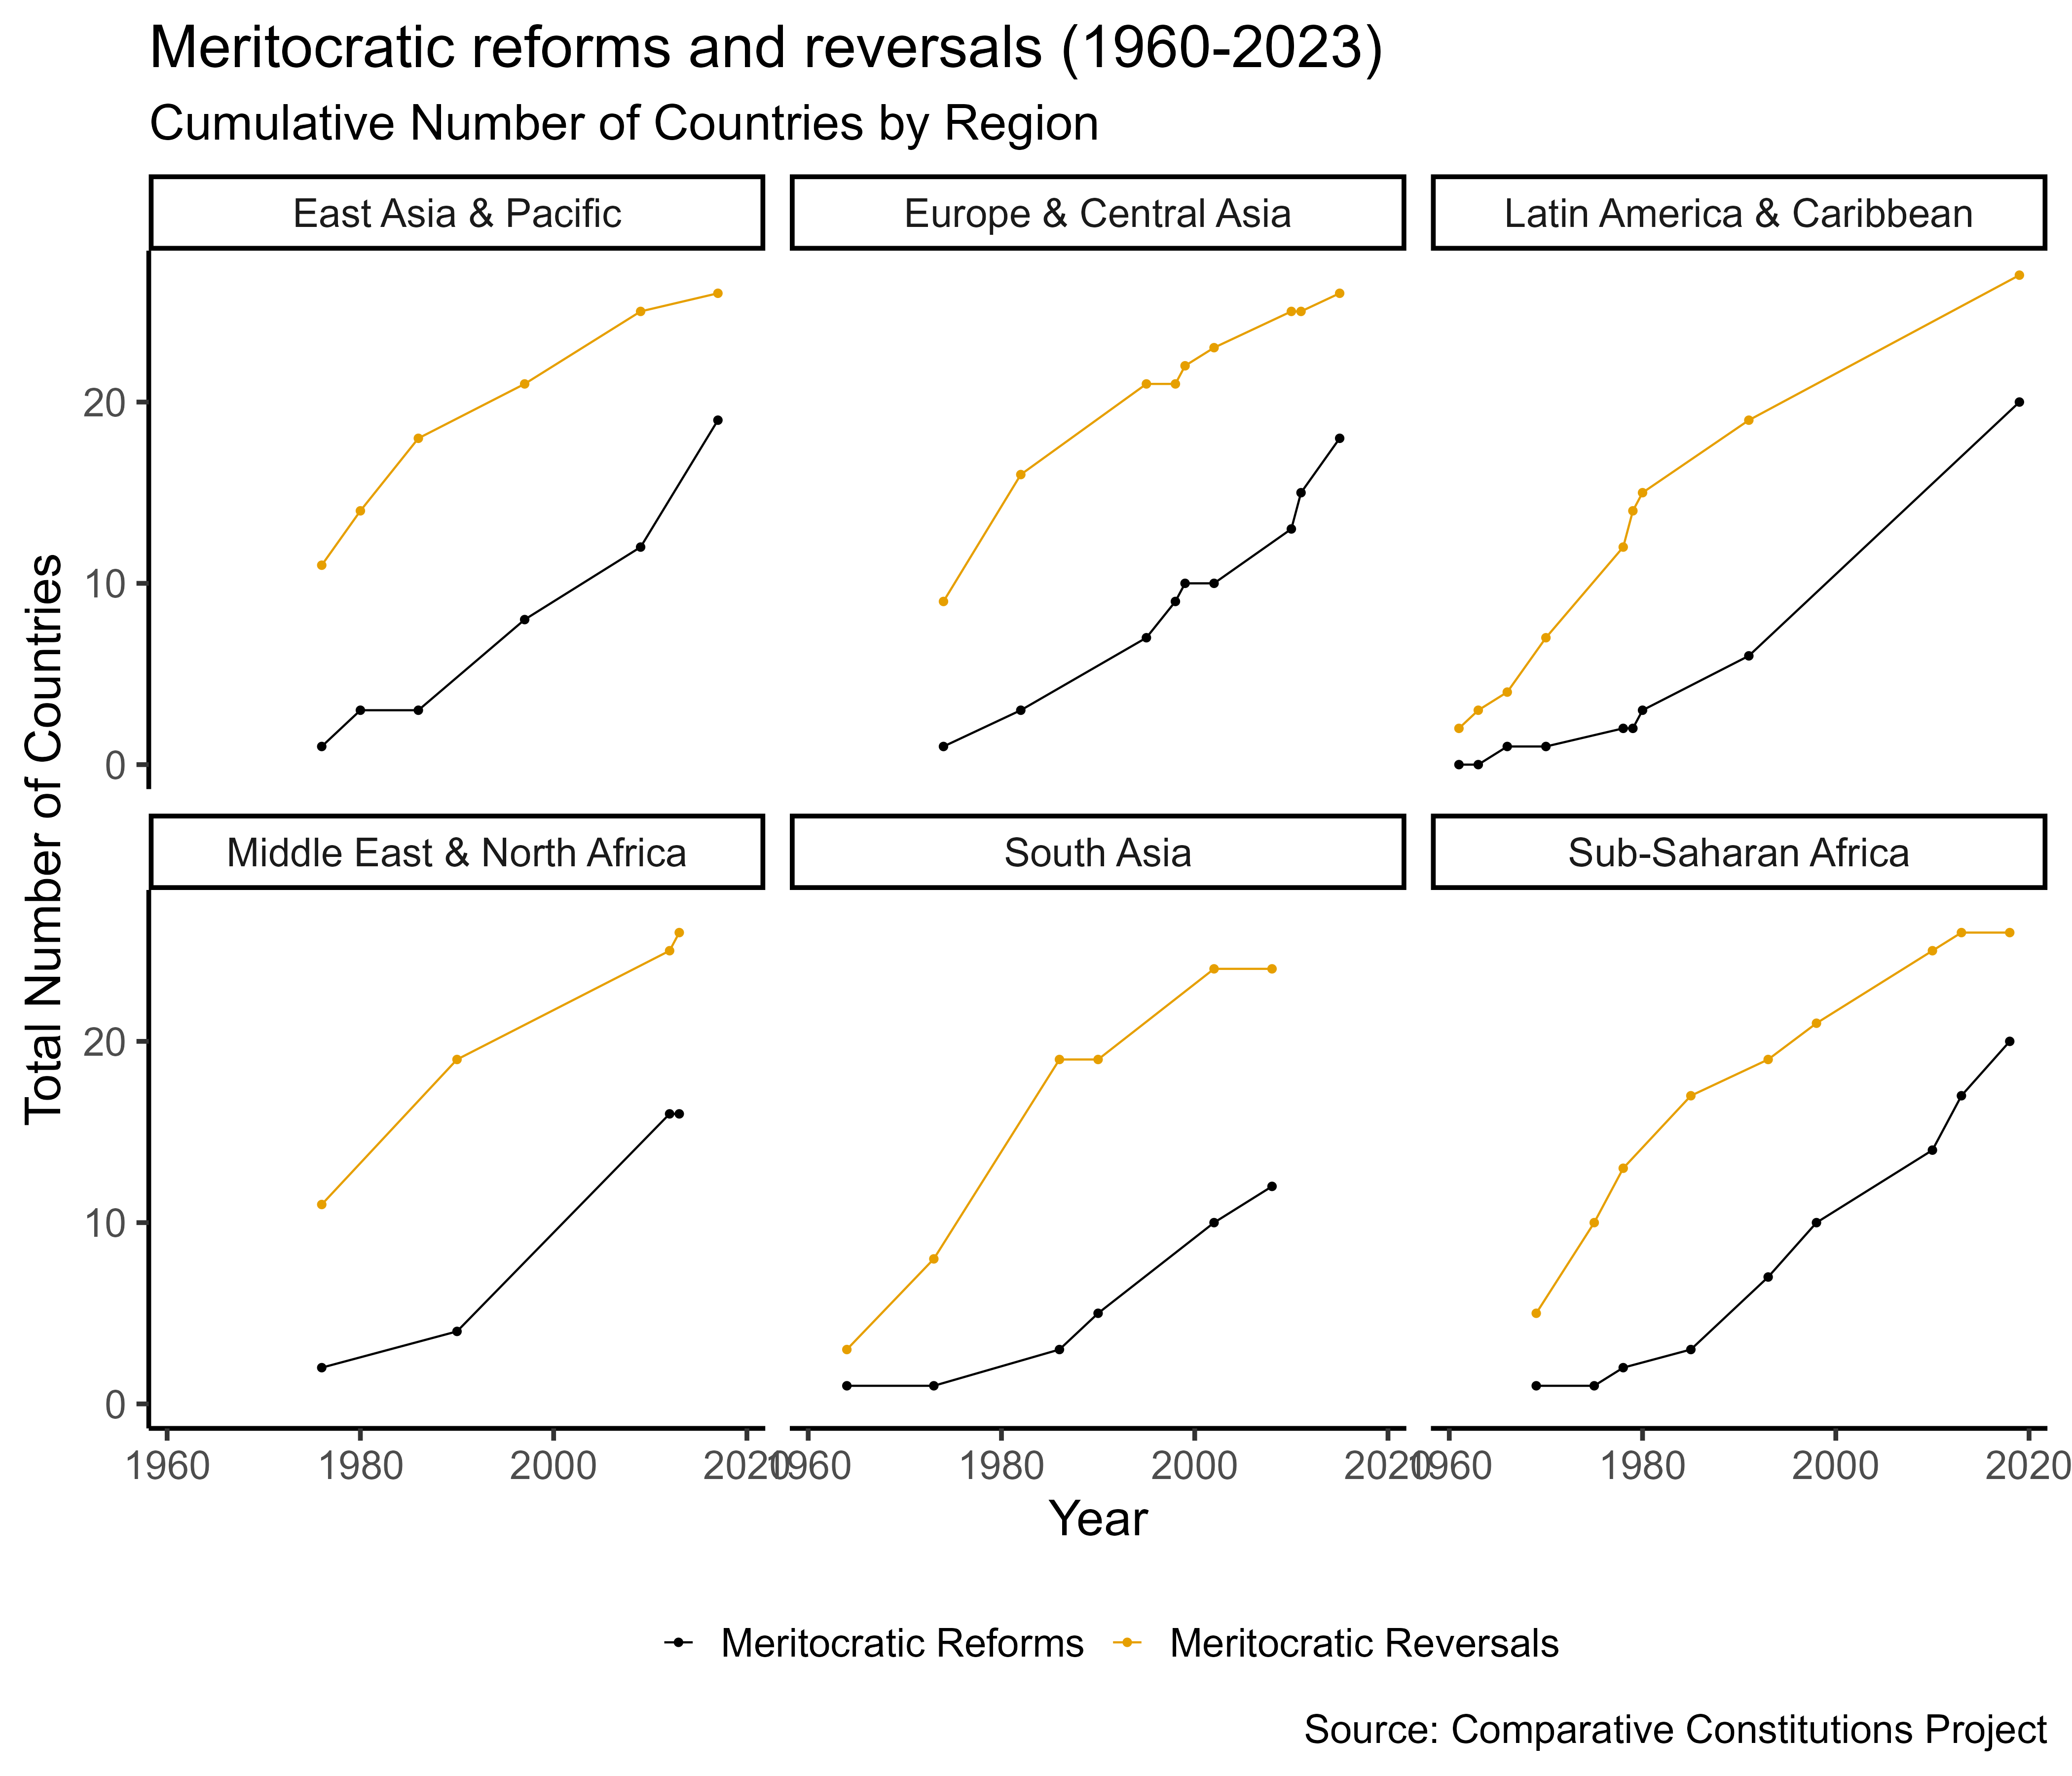 Meritocratic reforms and reversals (1960-2023)
Cumulative Number of Countries by Region
East Asia & Pacific
Europe & Central Asia
Latin America & Caribbean
20
10
0
Total Number of Countries
Middle East & North Africa
South Asia
Sub-Saharan Africa
20
10
0
1960 1980 2000 2020 1960 1980 2000 2020 1960 1980 2000 2020
Year
Meritocratic Reforms Meritocratic Reversals
Source: Comparative Constitutions Project